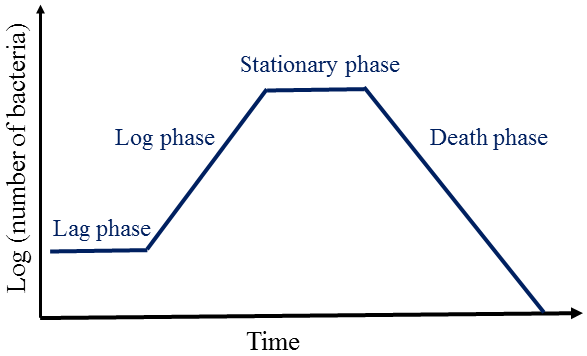 Log (number of bacteria)
Stationary phase
Log phase
Death phase
Lag phase
Time